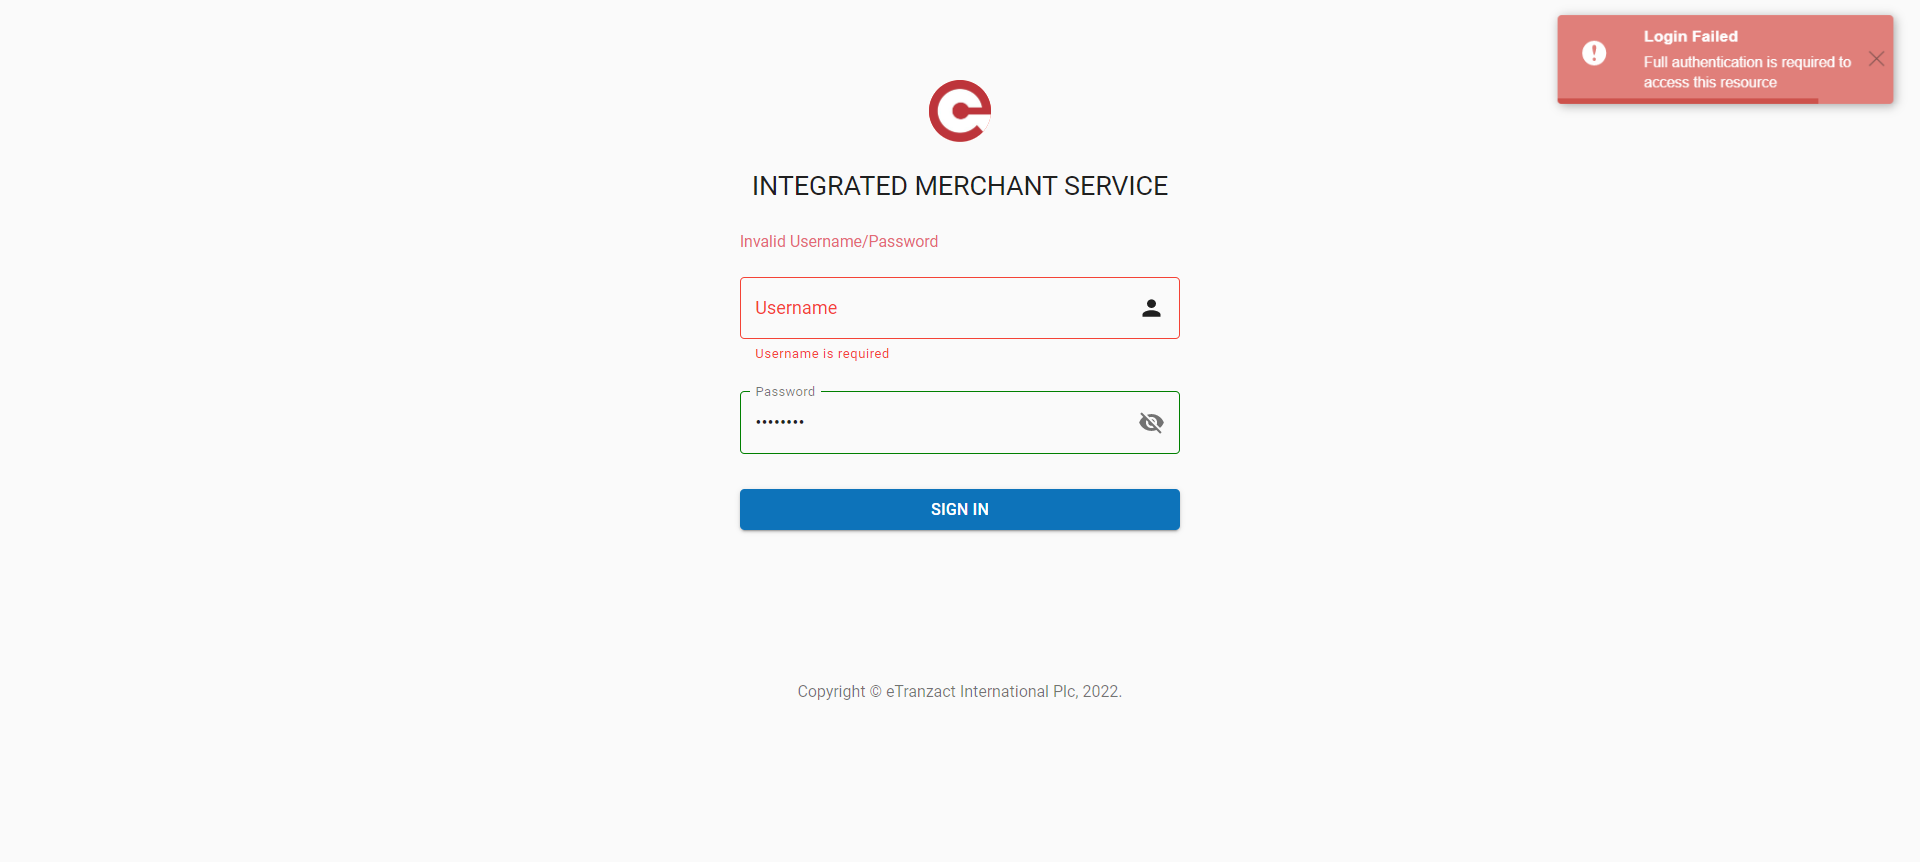 Login Failed
Full authentication is required to
access this resource
INTEGRATED MERCHANT SERVICE
Invalid Username/Password
Username
Username is required
Password
••••••••
SIGN IN
Copyright © eTranzact International Plc, 2022.